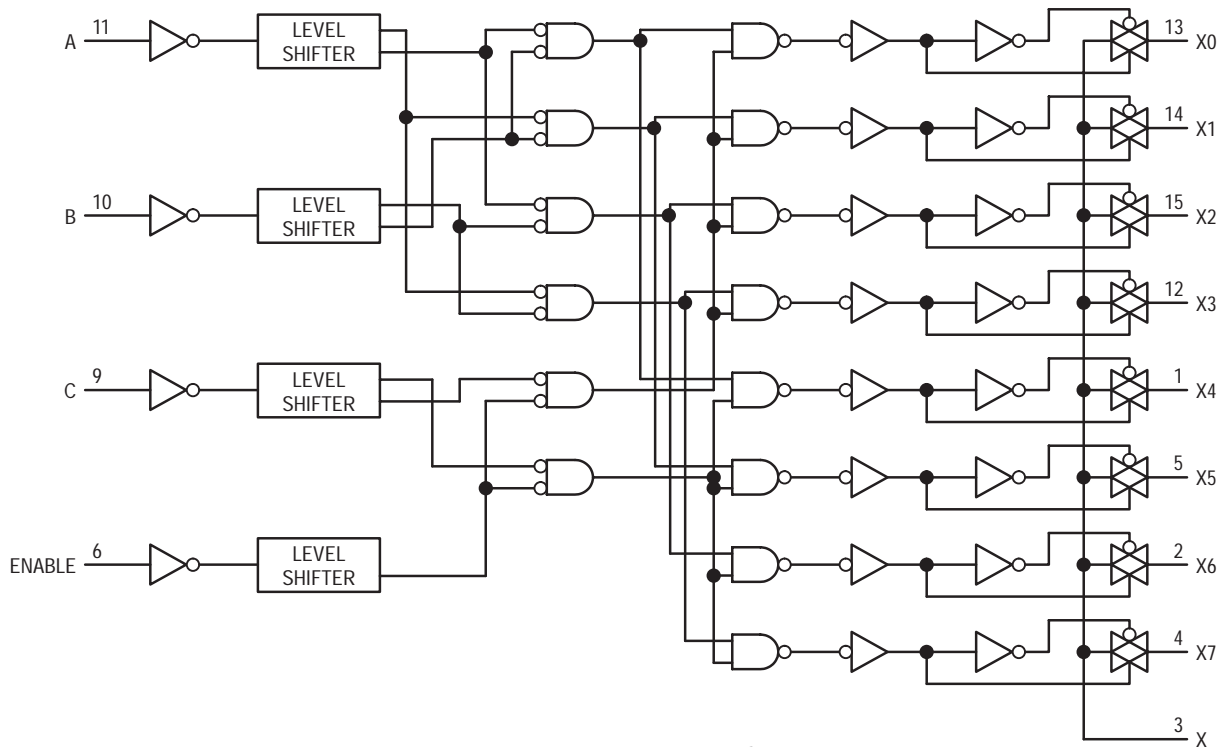 A 11 LEVEL SHIFTER 13 X0
14 X1
B 10 LEVEL SHIFTER 15 X2
12 X3
C 9 LEVEL SHIFTER 1 X4
5 X5
ENABLE 6 LEVEL SHIFTER 2 X6
4 X7
3 X